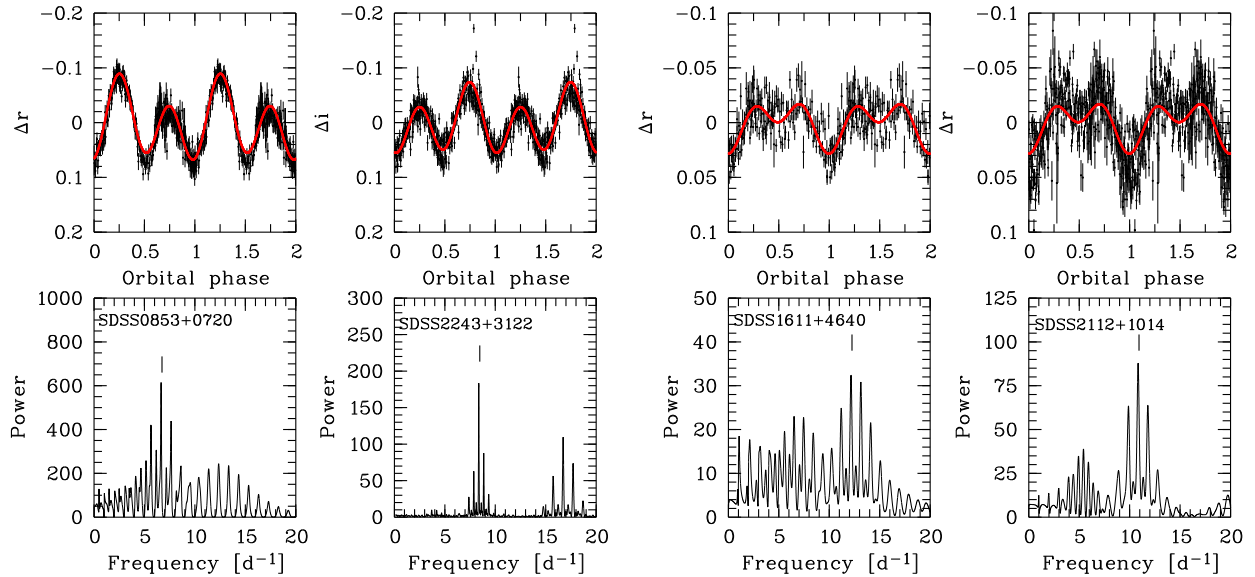 −0.2 −0.2 −0.1 −0.1
−0.1 −0.1 −0.05 −0.05
Δr 0 Δi 0 Δr 0 Δr 0
0.1 0.1 0.05 0.05
0.2 0.2 0.1 0.1
0 0.5 1 1.5 2 0 0.5 1 1.5 2 0 0.5 1 1.5 2 0 0.5 1 1.5 2
Orbital phase Orbital phase Orbital phase Orbital phase
1000 300 50 125
SDSS0853+0720 SDSS2243+3122 SDSS1611+4640 SDSS2112+1014
800 250 40 100
600 200 30 75
Power Power Power Power
400 150 20 50
200 100 10 25
50
0 0 0 0
0 5 10 15 20 0 5 10 15 20 0 5 10 15 20 0 5 10 15 20
Frequency [d⁻¹] Frequency [d⁻¹] Frequency [d⁻¹] Frequency [d⁻¹]